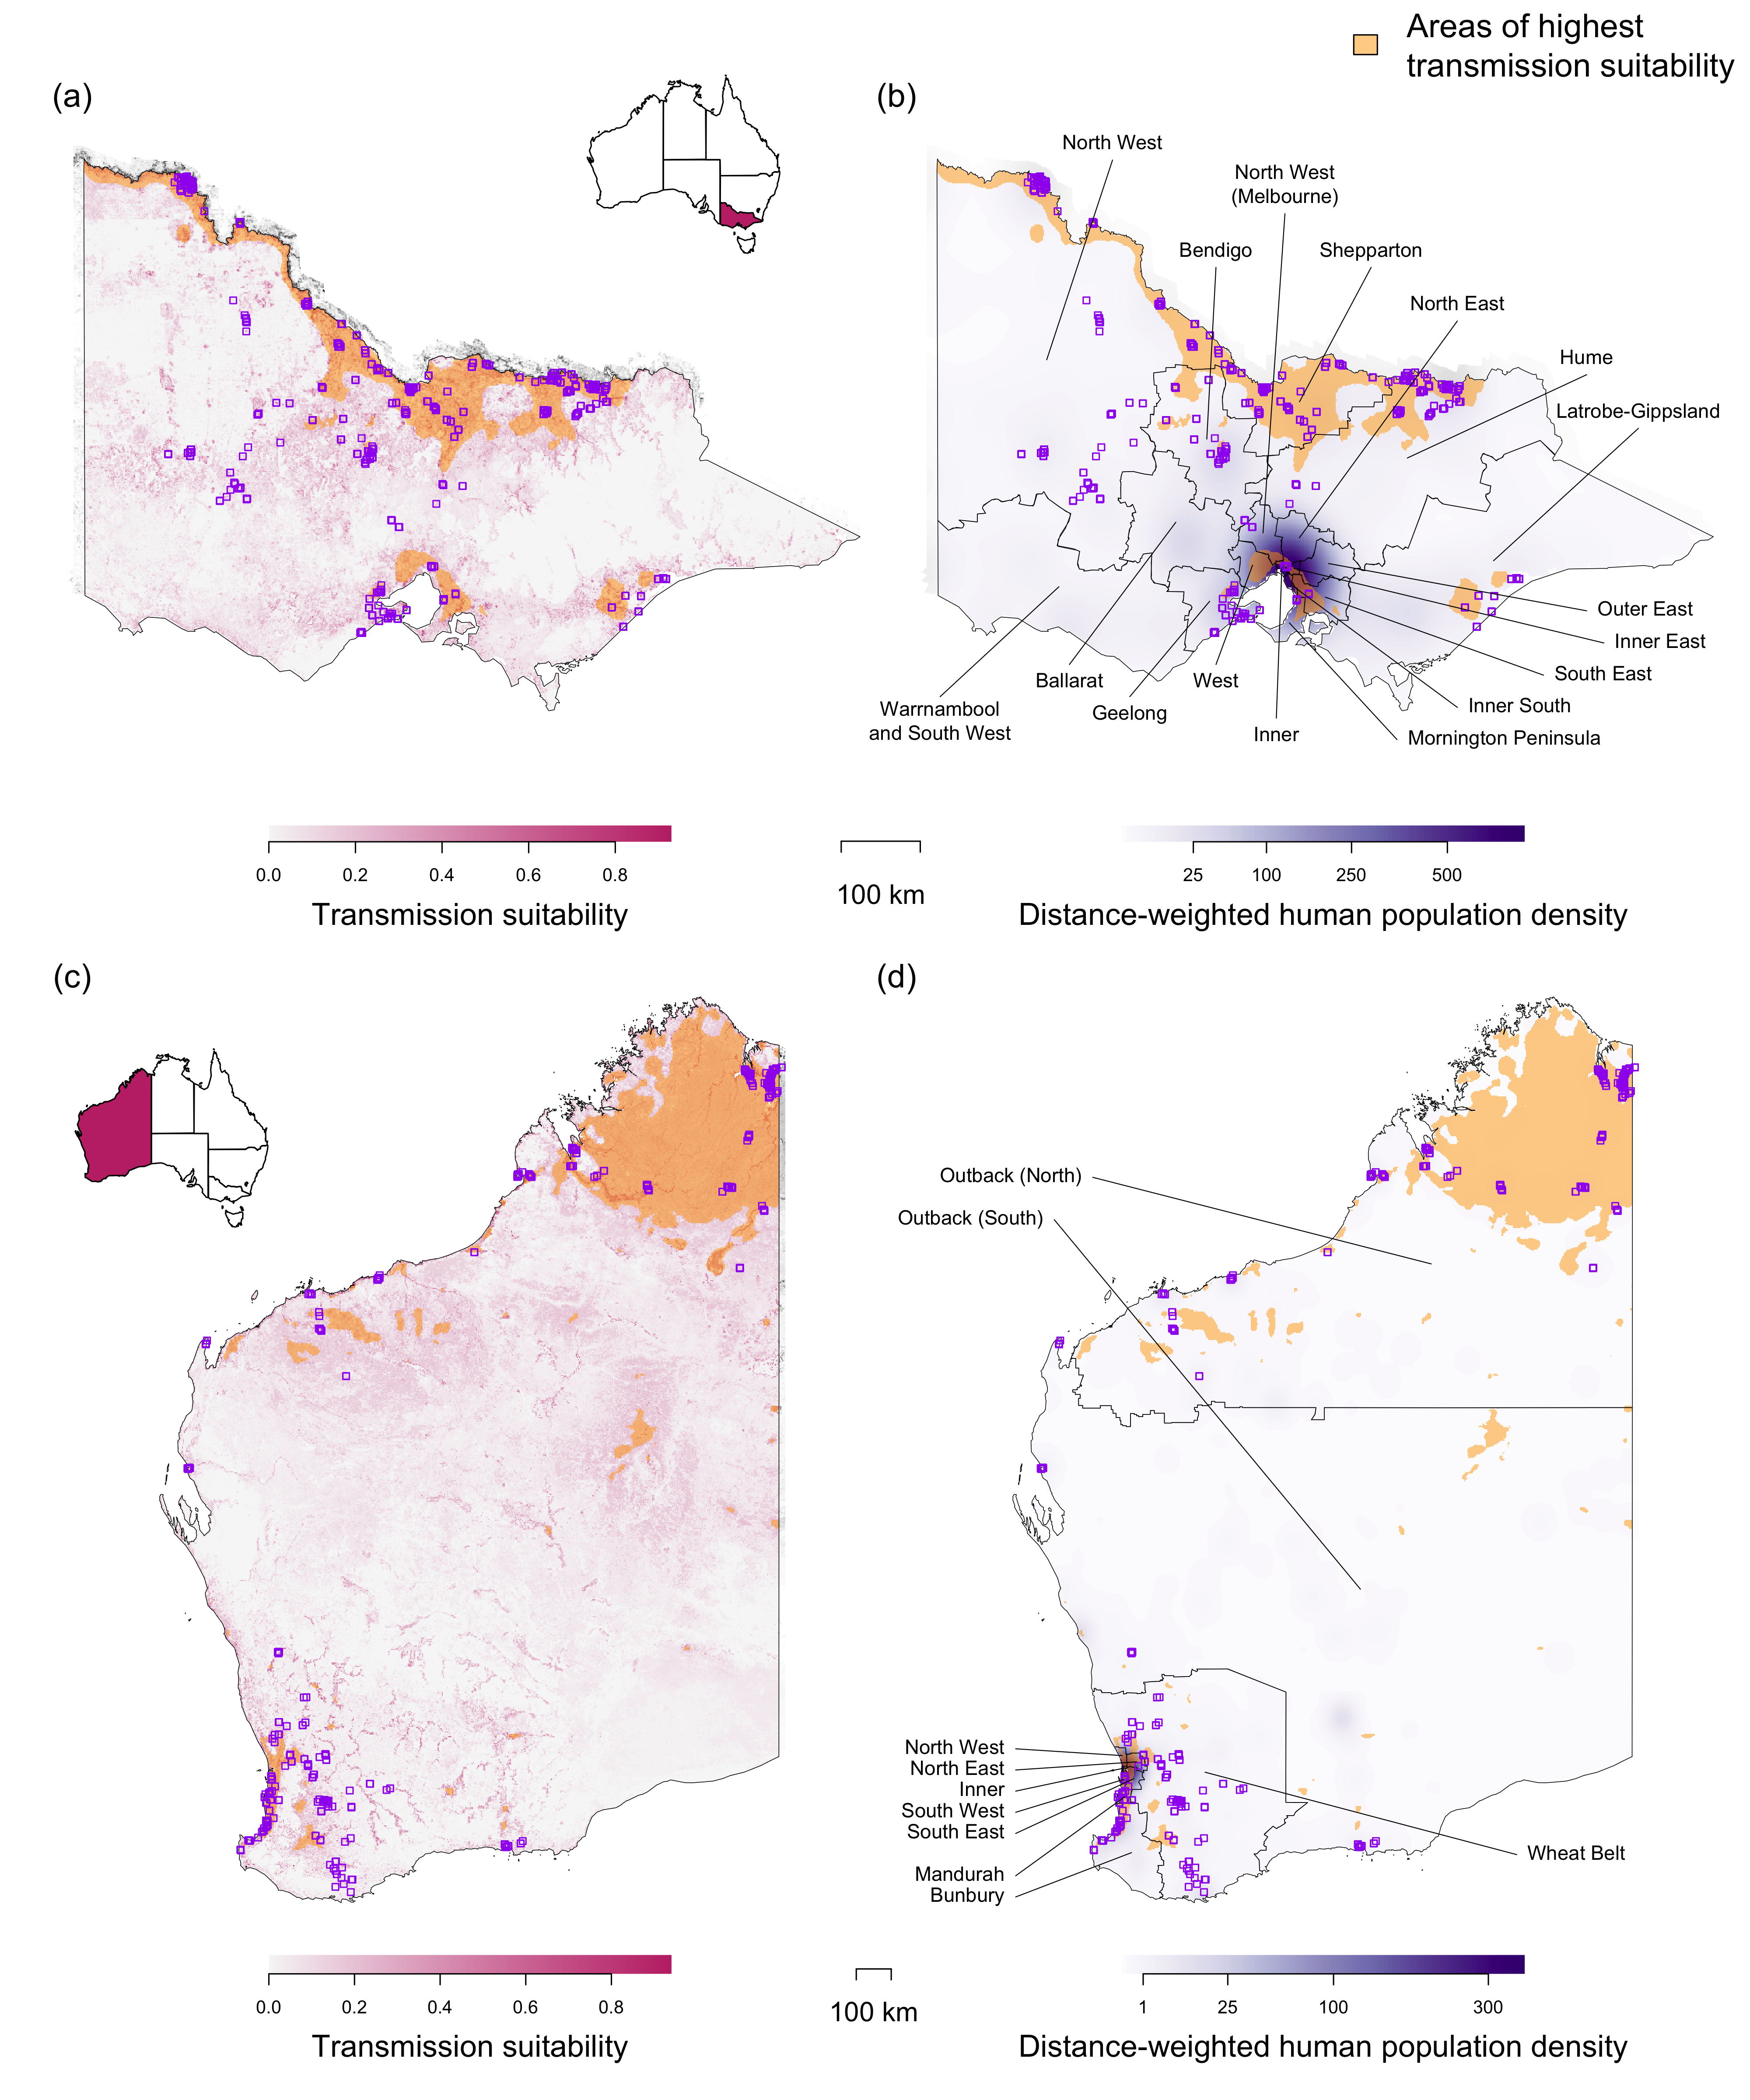 Areas of highest
transmission suitability
(a)
(b)
North West
North West
(Melbourne)
Bendigo
Shepparton
North East
Hume
Latrobe-Gippsland
Outer East
Inner East
South East
Inner South
Mornington Peninsula
Inner
West
Geelong
Ballarat
Warrnambool
and South West
0.0 0.2 0.4 0.6 0.8
Transmission suitability
100 km
25 100 250 500
Distance-weighted human population density
(c)
(d)
Outback (North)
Outback (South)
North West
North East
Inner
South West
South East
Mandurah
Bunbury
Wheat Belt
0.0 0.2 0.4 0.6 0.8
Transmission suitability
100 km
1 25 100 300
Distance-weighted human population density